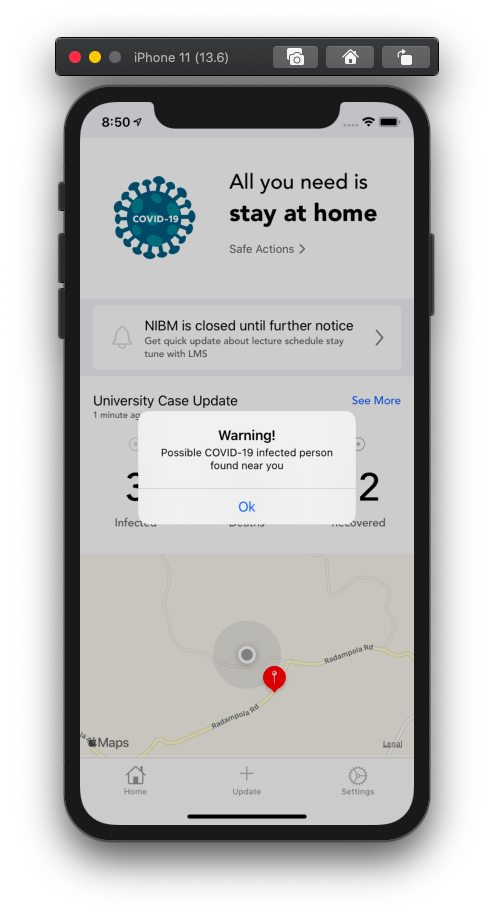 iPhone 11 (13.6)
8:50
COVID-19
All you need is
stay at home
Safe Actions
NIBM is closed until further notice
Get quick update about lecture schedule stay
tune with LMS
University Case Update
See More
1 minute ag
Warning!
Possible COVID-19 infected person
found near you
Ok
3
2
Infected
Deaths
Recovered
Radampola Rd
Radampola Rd
Maps
Legal
Home
Update
Settings